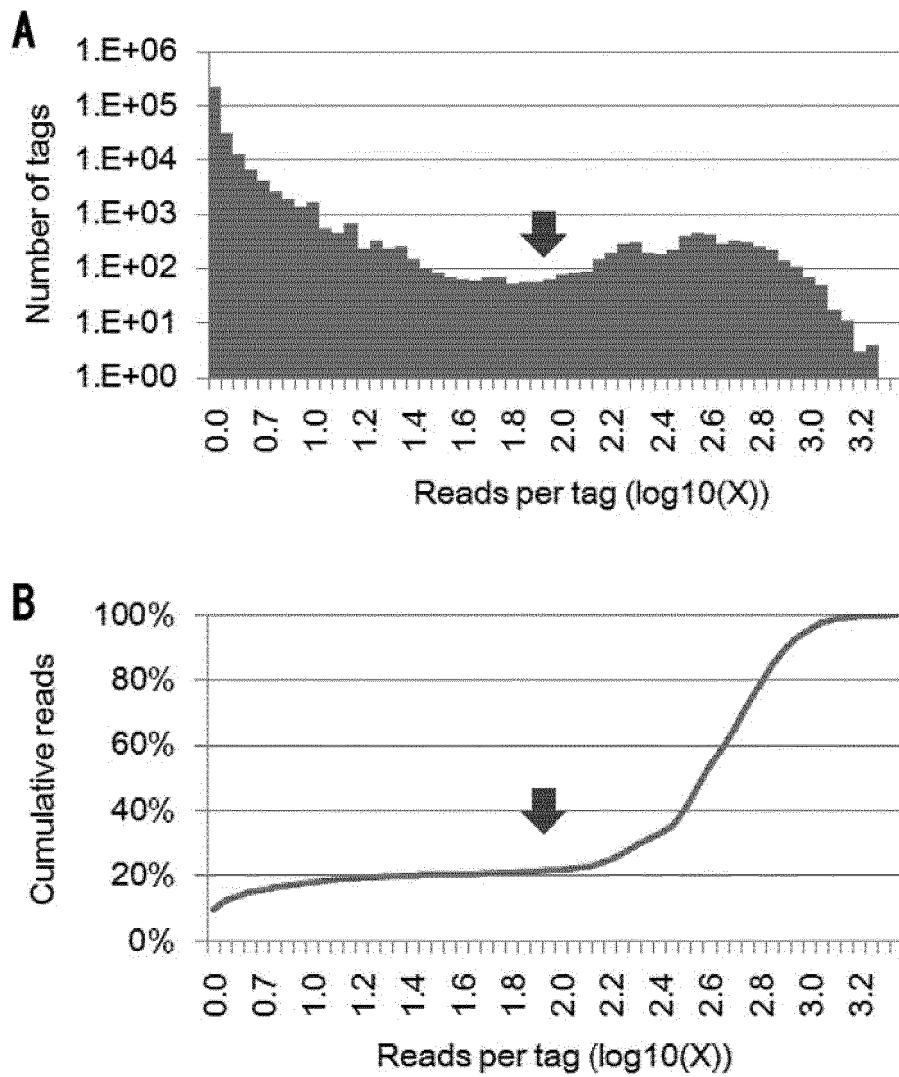 A
1.E+06
1.E+05
1.E+04
1.E+03
1.E+02
1.E+01
1.E+00
Number of tags
0.0 0.7 1.0 1.2 1.4 1.6 1.8 2.0 2.2 2.4 2.6 2.8 3.0 3.2
Reads per tag (log10(X))
B
100%
80%
60%
40%
20%
0%
Cumulative reads
0.0 0.7 1.0 1.2 1.4 1.6 1.8 2.0 2.2 2.4 2.6 2.8 3.0 3.2
Reads per tag (log10(X))